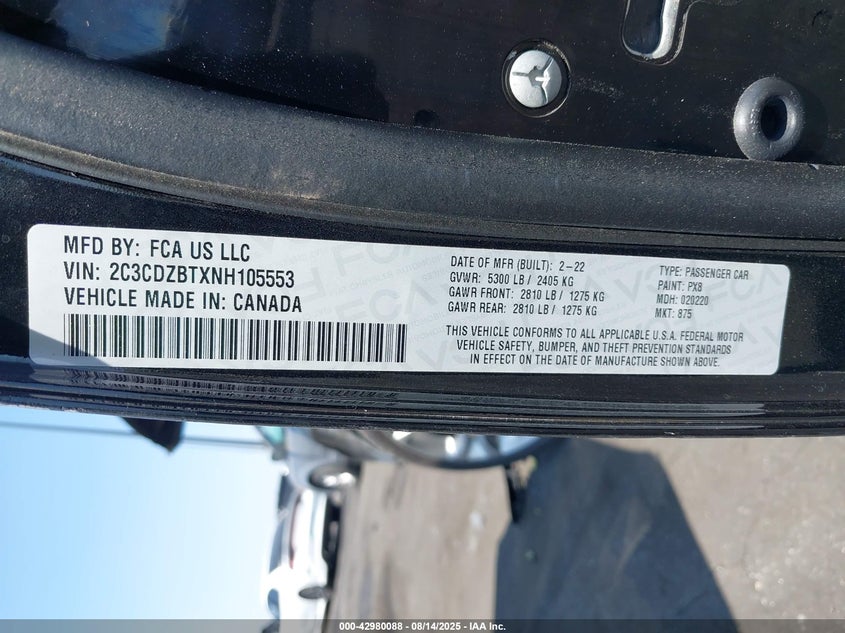 MFD BY: FCA US LLC
VIN: 2C3CDZBTXNH105553
VEHICLE MADE IN: CANADA
DATE OF MFR (BUILT): 2-22
GVWR: 5300 LB / 2405 KG
GAWR FRONT: 2810 LB / 1275 KG
GAWR REAR: 2810 LB / 1275 KG
TYPE: PASSENGER CAR
PAINT: PX8
MDH: 020220
MKT: 875
THIS VEHICLE CONFORMS TO ALL APPLICABLE U.S.A. FEDERAL MOTOR
VEHICLE SAFETY, BUMPER, AND THEFT PREVENTION STANDARDS
IN EFFECT ON THE DATE OF MANUFACTURE SHOWN ABOVE.
000-42980088 - 08/14/2025 - IAA Inc.